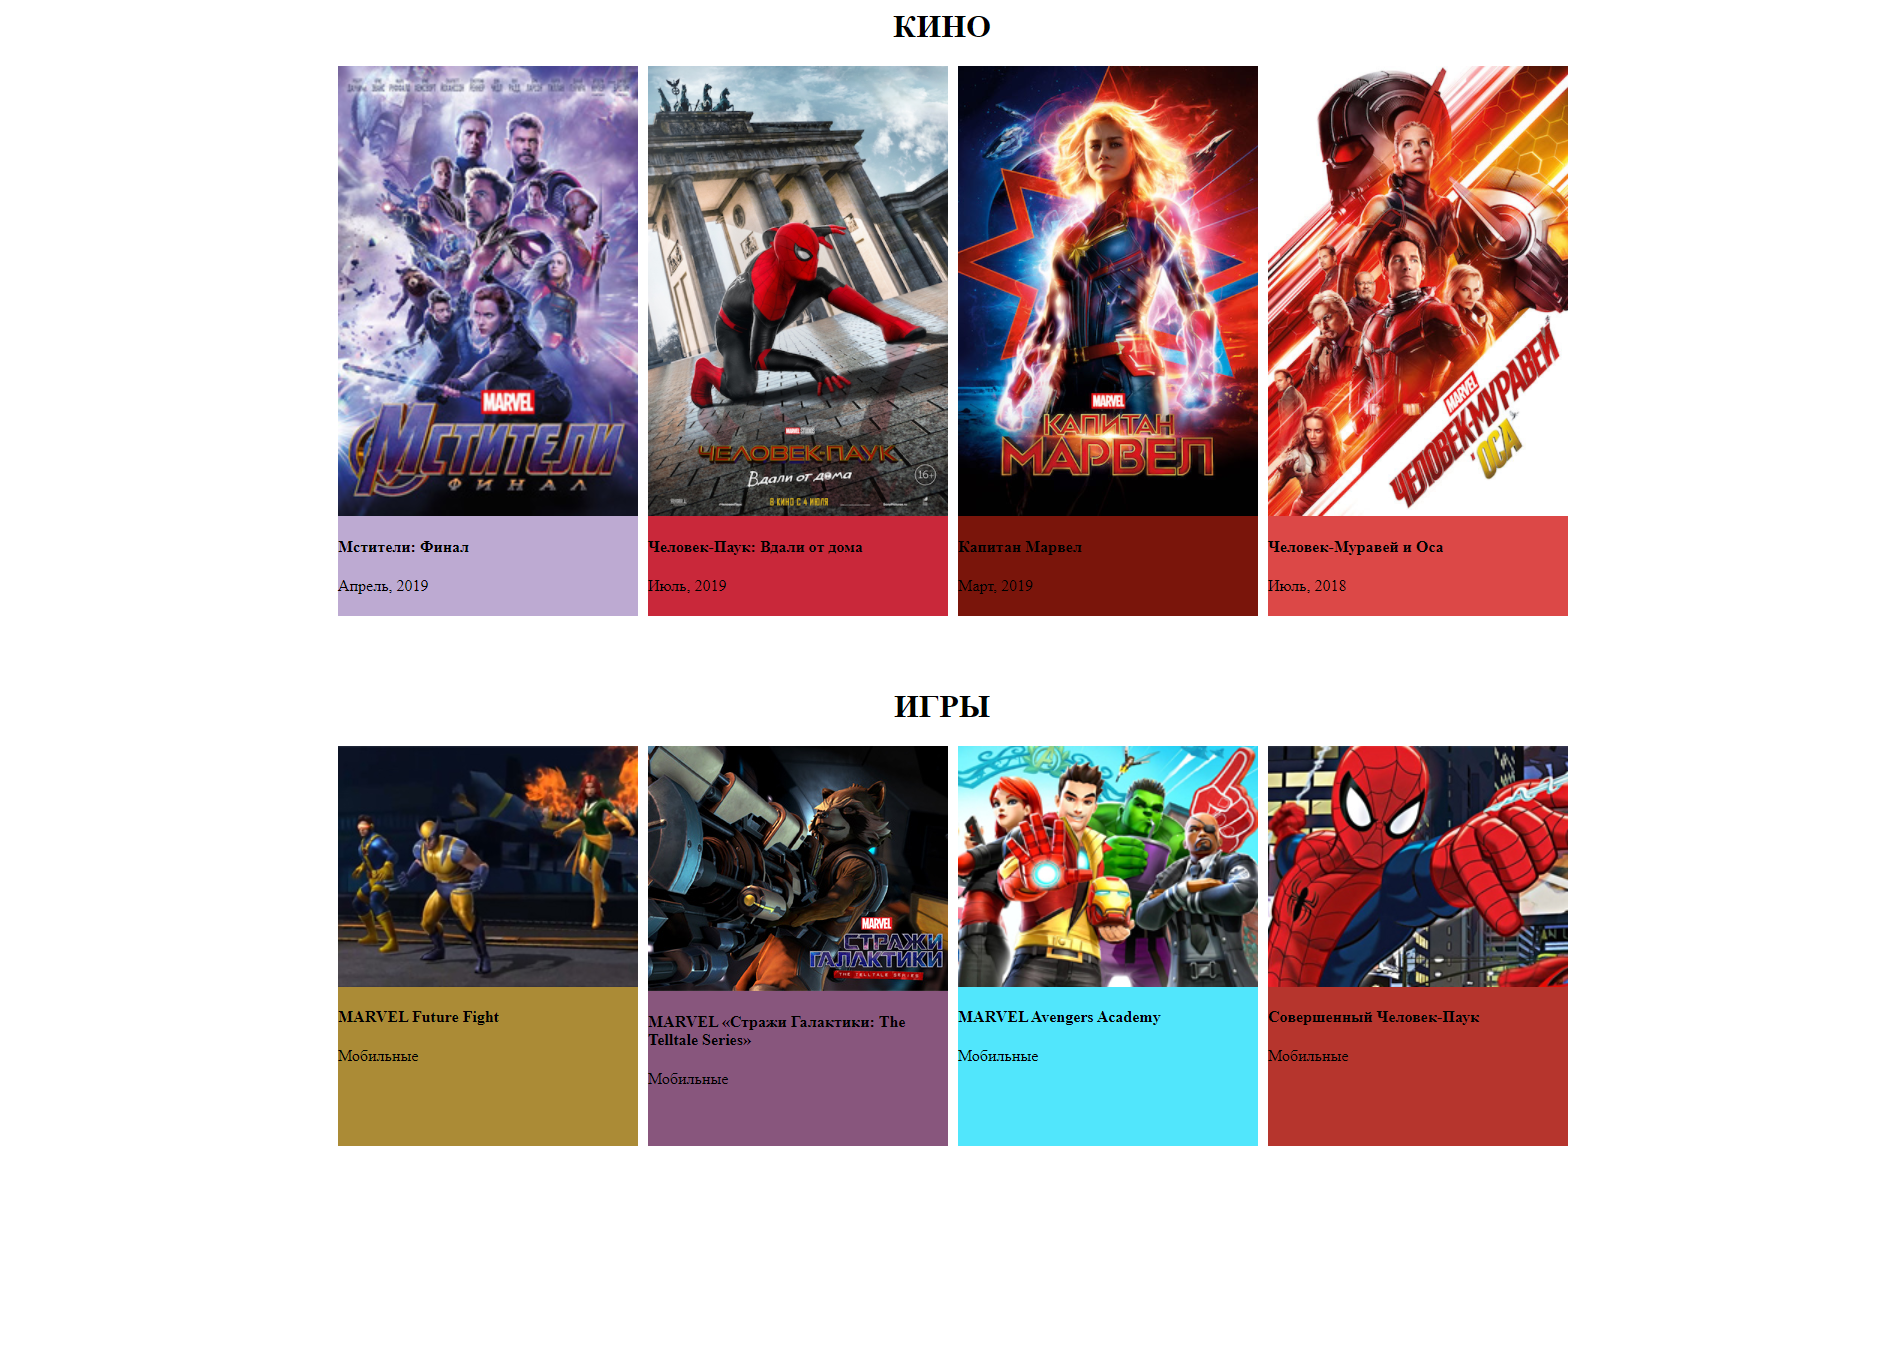 КИНО
MARVEL
МСТИТЕЛИ
ФИНАЛ
MARVEL STUDIOS
ЧЕЛОВЕК-ПАУК
Вдали от дома
16+
В КИНО С 4 ИЮЛЯ
MARVEL
КАПИТАН
МАРВЕЛ
MARVEL
ЧЕЛОВЕК-МУРАВЕЙ
ОСА
Мстители: Финал
Апрель, 2019
Человек-Паук: Вдали от дома
Июль, 2019
Капитан Марвел
Март, 2019
Человек-Муравей и Оса
Июль, 2018
ИГРЫ
MARVEL
СТРАЖИ
ГАЛАКТИКИ
THE TELLTALE SERIES
MARVEL Future Fight
Мобильные
MARVEL «Стражи Галактики: The
Telltale Series»
Мобильные
MARVEL Avengers Academy
Мобильные
Совершенный Человек-Паук
Мобильные